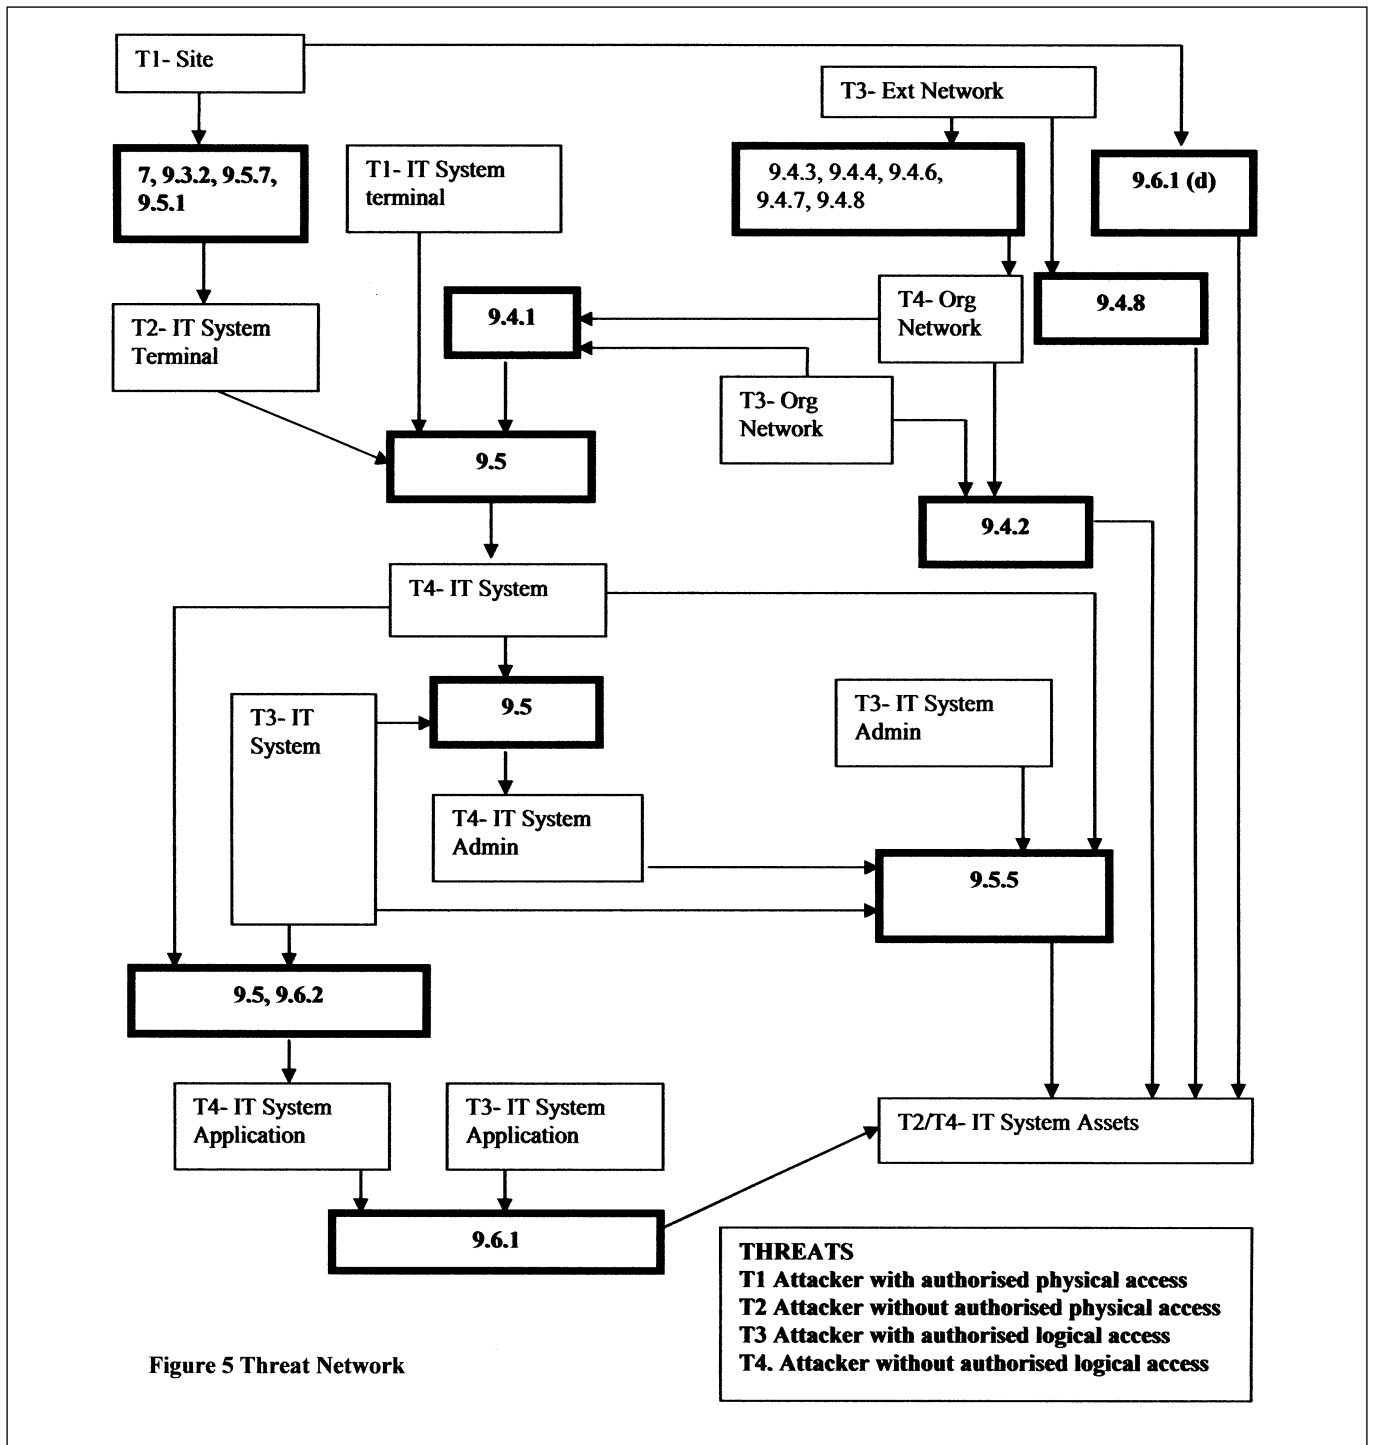 T1- Site
T3- Ext Network
7, 9.3.2, 9.5.7,
9.5.1
T1- IT System
terminal
9.4.3, 9.4.4, 9.4.6,
9.4.7, 9.4.8
9.6.1 (d)
T2- IT System
Terminal
9.4.1
T4- Org
Network
9.4.8
T3- Org
Network
9.5
9.4.2
T4- IT System
T3- IT
System
9.5
T3- IT System
Admin
T4- IT System
Admin
9.5.5
9.5, 9.6.2
T4- IT System
Application
T3- IT System
Application
T2/T4- IT System Assets
9.6.1
THREATS
T1 Attacker with authorised physical access
T2 Attacker without authorised physical access
T3 Attacker with authorised logical access
T4. Attacker without authorised logical access
Figure 5 Threat Network